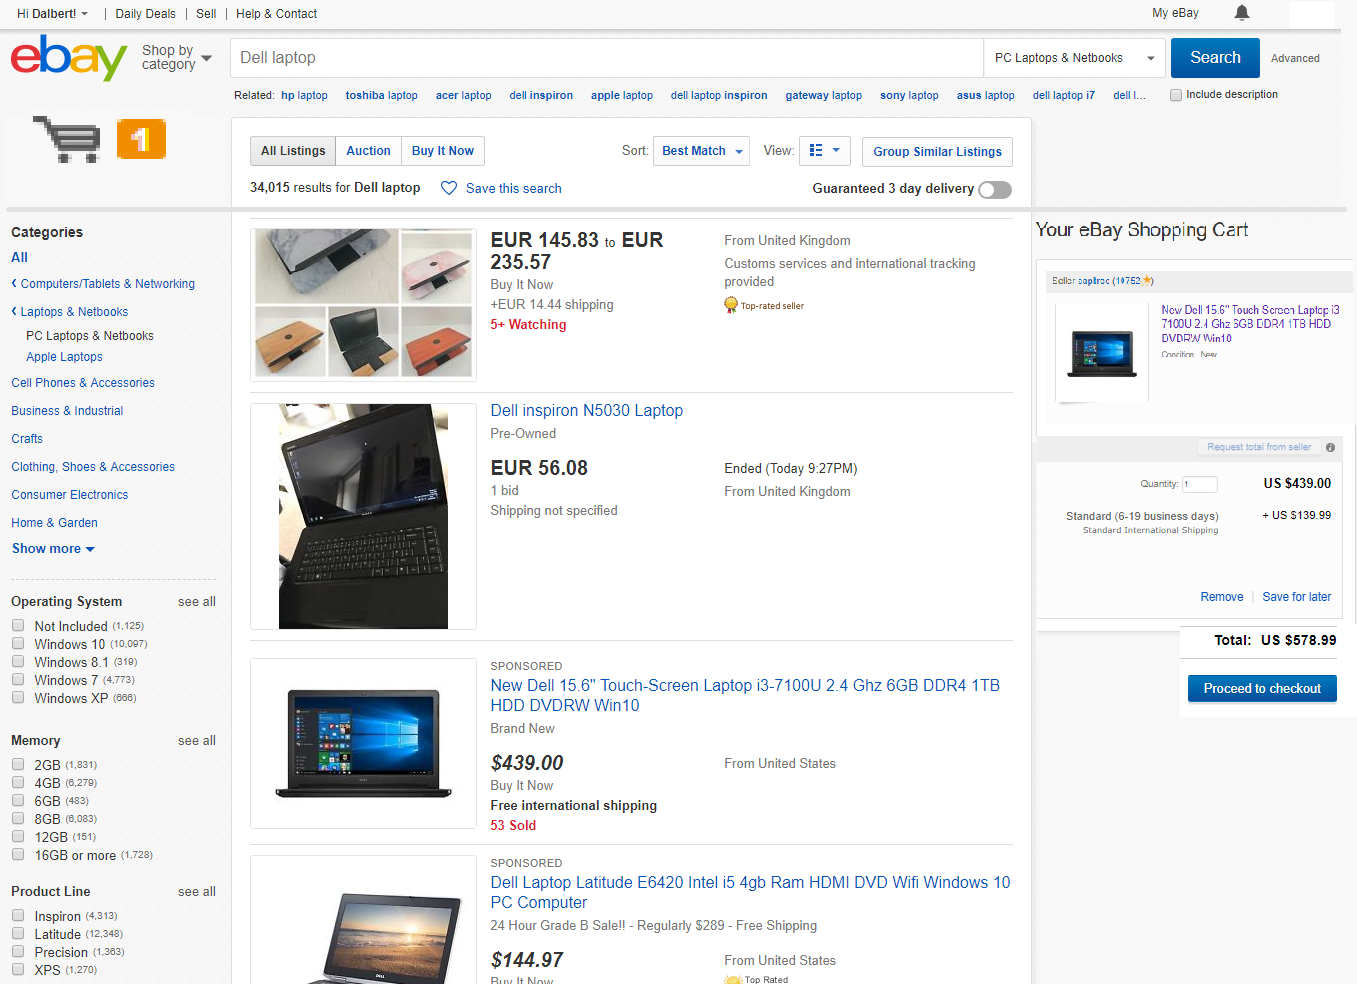 Hi Dalbert!
Daily Deals
Sell
Help & Contact
My eBay
ebay
Shop by category
Dell laptop
PC Laptops & Netbooks
Search
Advanced
Related: hp laptop toshiba laptop acer laptop dell inspiron apple laptop dell laptop inspiron gateway laptop sony laptop asus laptop dell laptop i7 dell l...
Include description
1
All Listings
Auction
Buy It Now
Sort: Best Match
View:
Group Similar Listings
34,015 results for Dell laptop
Save this search
Guaranteed 3 day delivery
Categories
All
Computers/Tablets & Networking
Laptops & Netbooks
PC Laptops & Netbooks
Apple Laptops
Cell Phones & Accessories
Business & Industrial
Crafts
Clothing, Shoes & Accessories
Consumer Electronics
Home & Garden
Show more
Operating System see all
Not Included (1,125)
Windows 10 (10,097)
Windows 8.1 (319)
Windows 7 (4,773)
Windows XP (666)
Memory see all
2GB (1,831)
4GB (6,279)
6GB (483)
8GB (6,083)
12GB (151)
16GB or more (1,728)
Product Line see all
Inspiron (4,313)
Latitude (12,348)
Precision (1,363)
XPS (1,270)
EUR 145.83 to EUR
235.57
Buy It Now
+EUR 14.44 shipping
5+ Watching
From United Kingdom
Customs services and international tracking
provided
Top-rated seller
Dell inspiron N5030 Laptop
Pre-Owned
EUR 56.08
1 bid
Shipping not specified
Ended (Today 9:27PM)
From United Kingdom
SPONSORED
New Dell 15.6" Touch-Screen Laptop i3-7100U 2.4 Ghz 6GB DDR4 1TB
HDD DVDRW Win10
Brand New
$439.00
Buy It Now
Free international shipping
53 Sold
From United States
SPONSORED
Dell Laptop Latitude E6420 Intel i5 4gb Ram HDMI DVD Wifi Windows 10
PC Computer
24 Hour Grade B Sale!! - Regularly $289 - Free Shipping
$144.97
Buy It Now
From United States
Top Rated
DELL
Your eBay Shopping Cart
Seller (10752)
New Dell 15.6" Touch-Screen Laptop i3
7100U 2.4 Ghz 6GB DDR4 1TB HDD
DVDRW Win10
Condition: New
Request total from seller
Quantity: 1
US $439.00
Standard (6-19 business days)
Standard International Shipping
+ US $139.99
Remove
Save for later
Total: US $578.99
Proceed to checkout